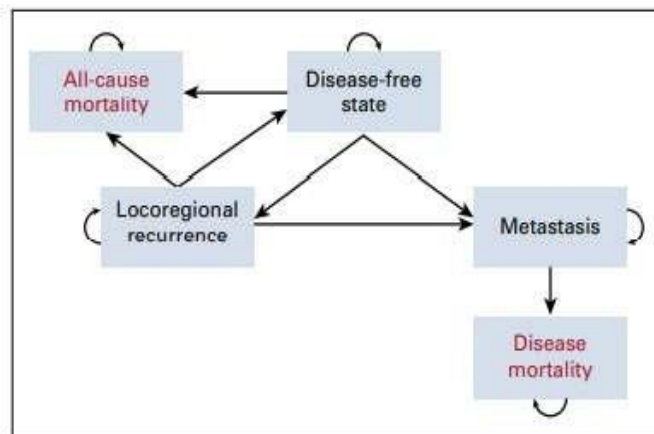 All-cause
mortality
Disease-free
state
Locoregional
recurrence
Metastasis
Disease
mortality